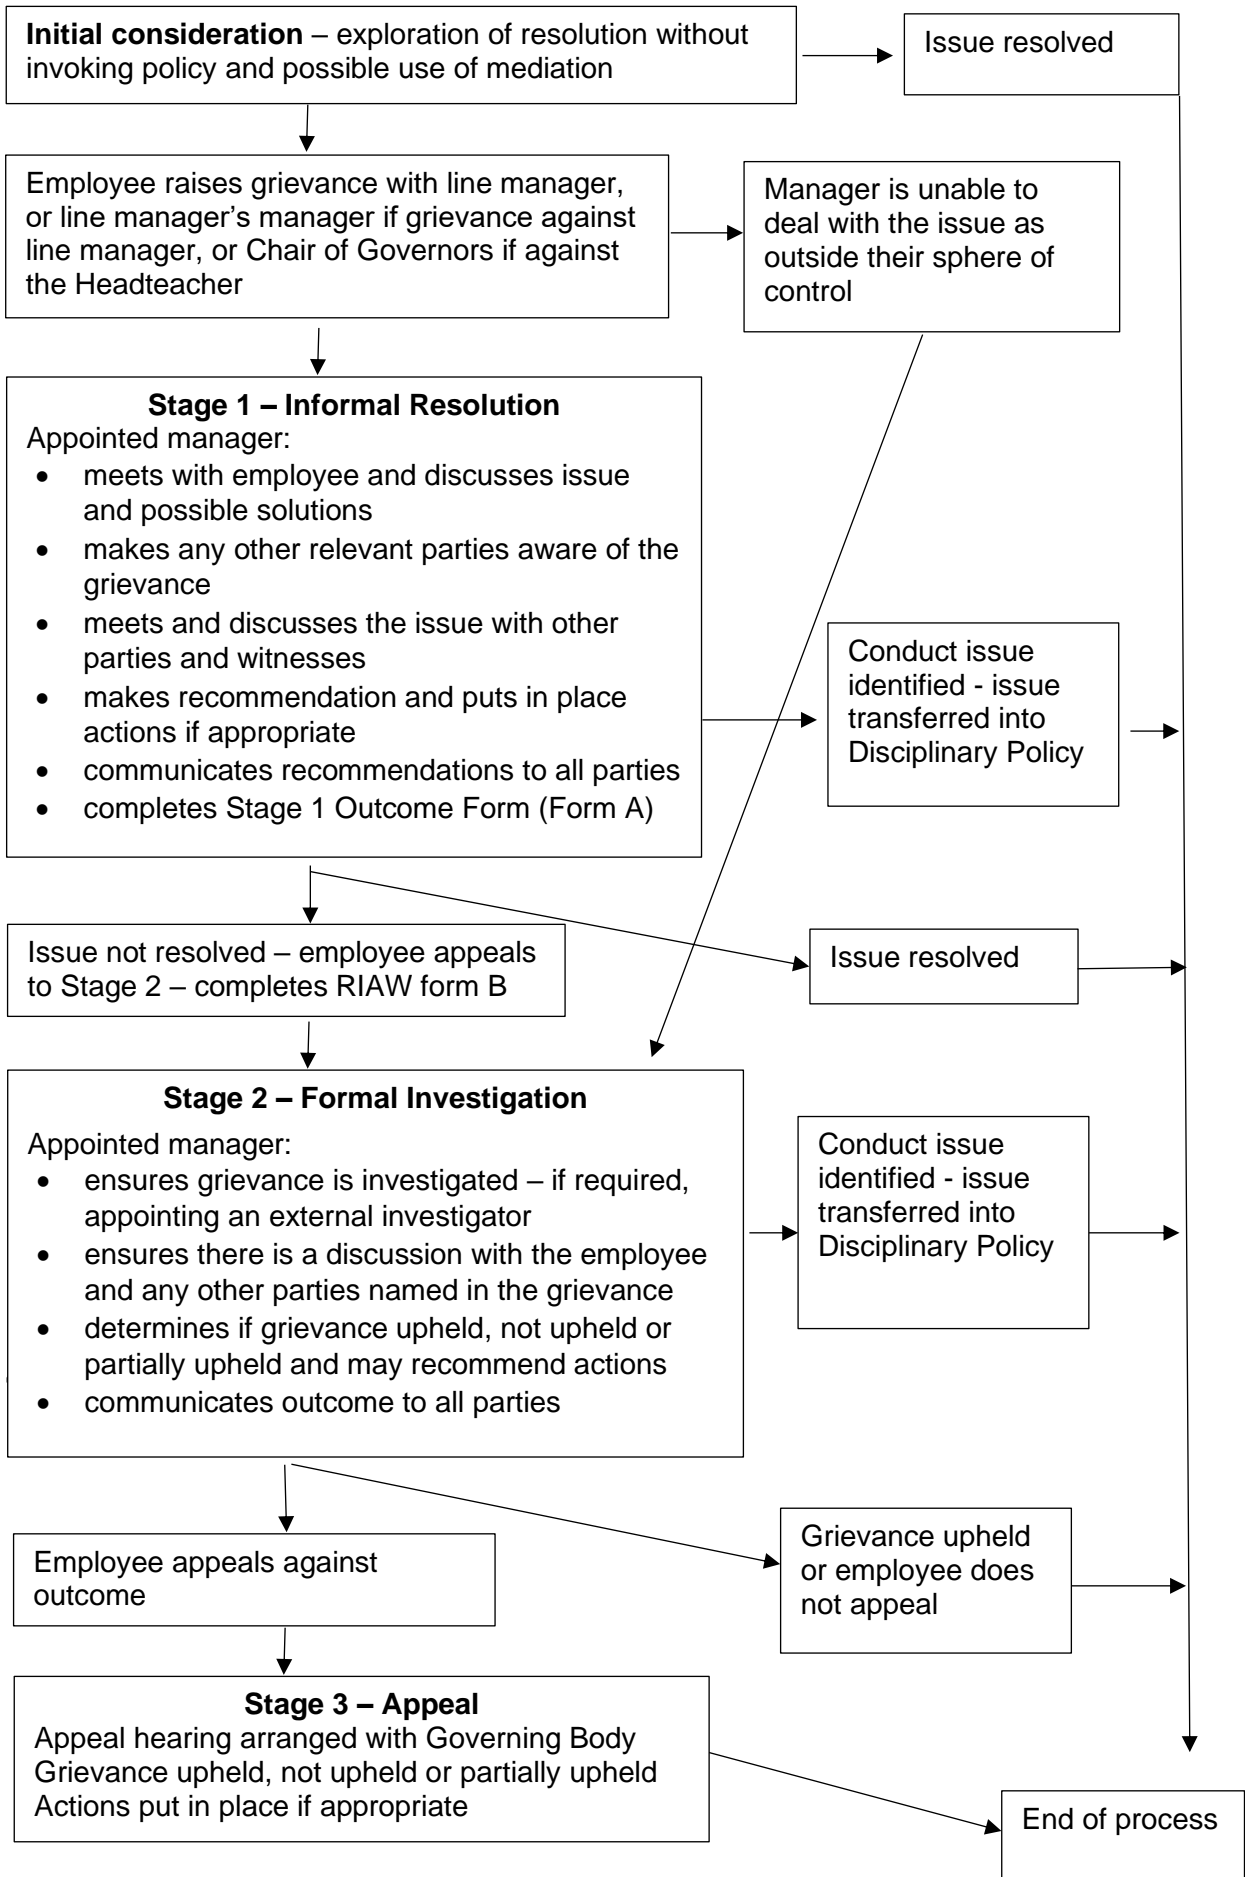 Initial consideration – exploration of resolution without
invoking policy and possible use of mediation
Issue resolved
Employee raises grievance with line manager,
or line manager’s manager if grievance against
line manager, or Chair of Governors if against
the Headteacher
Manager is unable to
deal with the issue as
outside their sphere of
control
Stage 1 – Informal Resolution
Appointed manager:
• meets with employee and discusses issue
and possible solutions
• makes any other relevant parties aware of the
grievance
• meets and discusses the issue with other
parties and witnesses
• makes recommendation and puts in place
actions if appropriate
• communicates recommendations to all parties
• completes Stage 1 Outcome Form (Form A)
Conduct issue
identified - issue
transferred into
Disciplinary Policy
Issue not resolved – employee appeals
to Stage 2 – completes RIAW form B
Issue resolved
Stage 2 – Formal Investigation
Appointed manager:
• ensures grievance is investigated – if required,
appointing an external investigator
• ensures there is a discussion with the employee
and any other parties named in the grievance
• determines if grievance upheld, not upheld or
partially upheld and may recommend actions
• communicates outcome to all parties
Conduct issue
identified - issue
transferred into
Disciplinary Policy
Employee appeals against
outcome
Grievance upheld
or employee does
not appeal
Stage 3 – Appeal
Appeal hearing arranged with Governing Body
Grievance upheld, not upheld or partially upheld
Actions put in place if appropriate
End of process